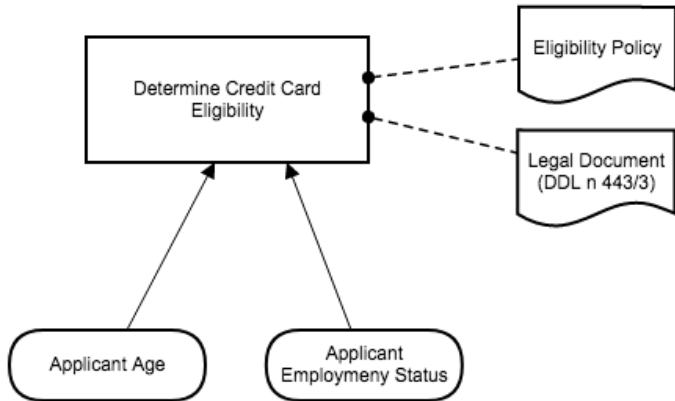 Determine Credit Card
Eligibility
Eligibility Policy
Legal Document
(DDL n 443/3)
Applicant Age
Applicant
Employmeny Status